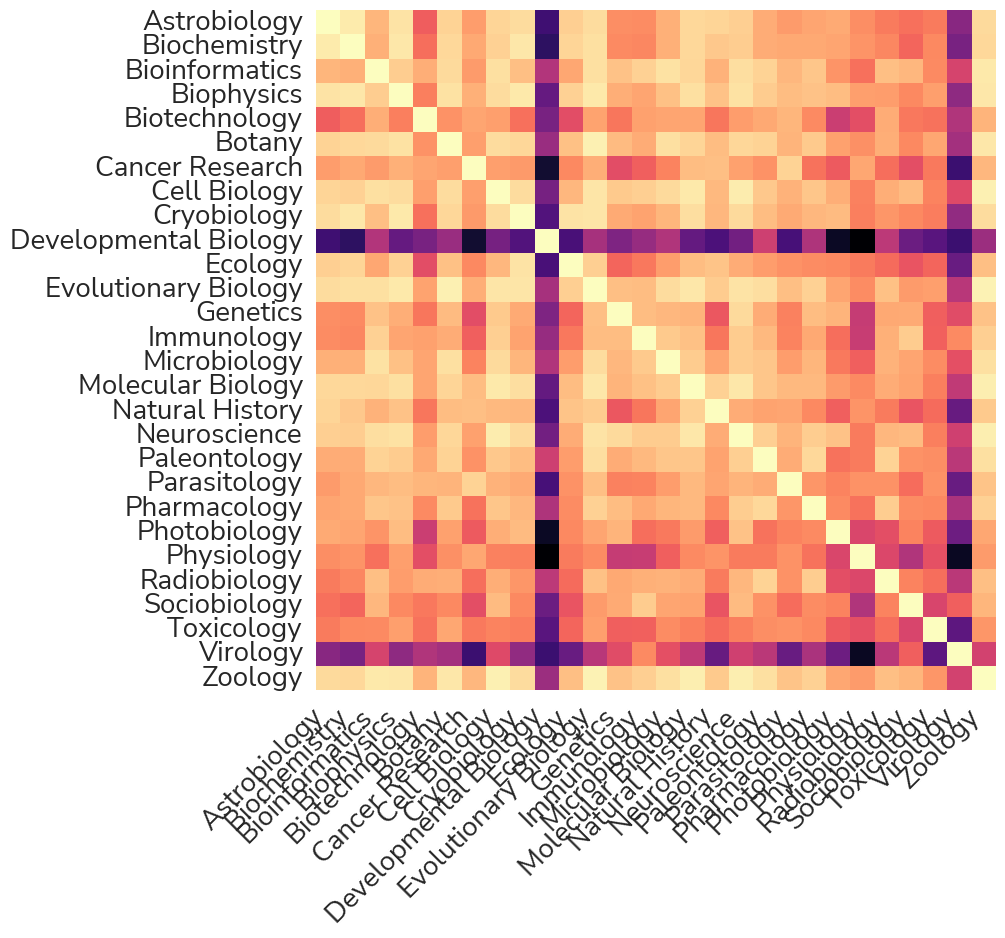 Astrobiology
Biochemistry
Bioinformatics
Biophysics
Biotechnology
Botany
Cancer Research
Cell Biology
Cryobiology
Developmental Biology
Ecology
Evolutionary Biology
Genetics
Immunology
Microbiology
Molecular Biology
Natural History
Neuroscience
Paleontology
Parasitology
Pharmacology
Photobiology
Physiology
Radiobiology
Sociobiology
Toxicology
Virology
Zoology
Astrobiology
Biochemistry
Bioinformatics
Biophysics
Biotechnology
Botany
Cancer Research
Cell Biology
Cryobiology
Developmental Biology
Ecology
Evolutionary Biology
Genetics
Immunology
Microbiology
Molecular Biology
Natural History
Neuroscience
Paleontology
Parasitology
Pharmacology
Photobiology
Physiology
Radiobiology
Sociobiology
Toxicology
Virology
Zoology